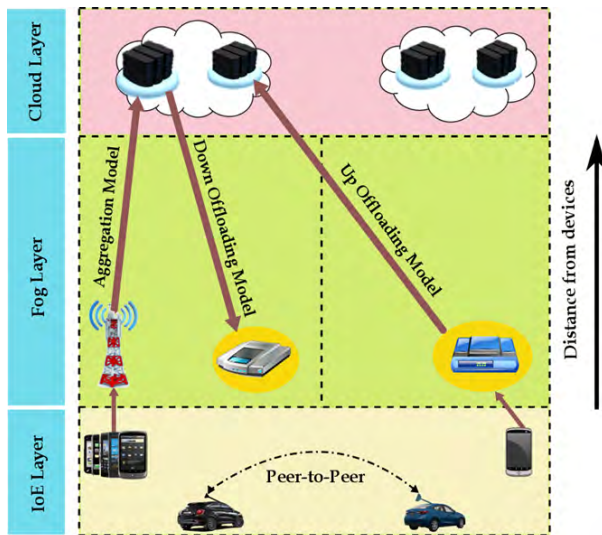 Cloud Layer
Fog Layer
IoE Layer
Aggregation Model
Down Offloading Model
Up Offloading Model
Peer-to-Peer
Distance from devices